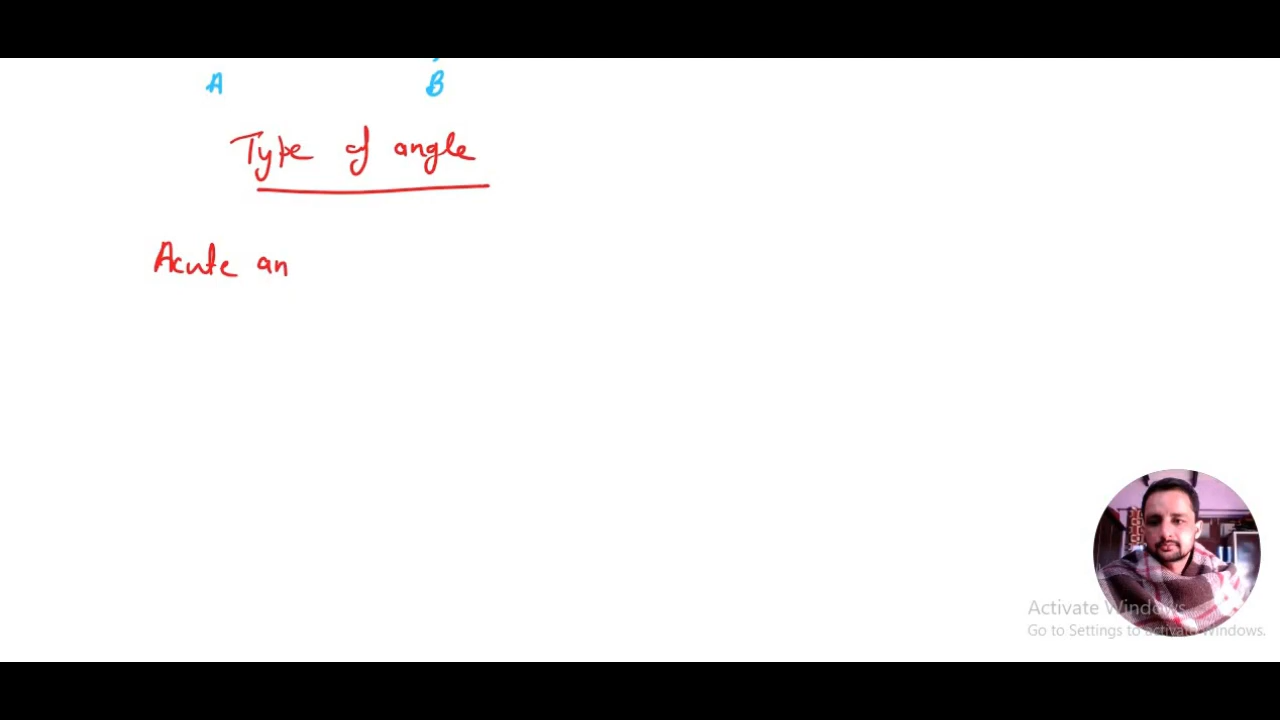 A B
Type of angle
Acute an
Activate Windows
Go to Settings to activate Windows.